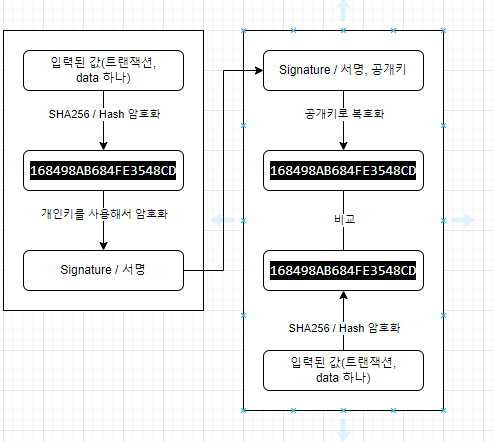 입력된 값(트랜잭션,
data 하나)
SHA256 / Hash 암호화
168498AB684FE3548CD
개인키를 사용해서 암호화
Signature / 서명
Signature / 서명, 공개키
공개키로 복호화
168498AB684FE3548CD
비교
168498AB684FE3548CD
SHA256 / Hash 암호화
입력된 값(트랜잭션,
data 하나)